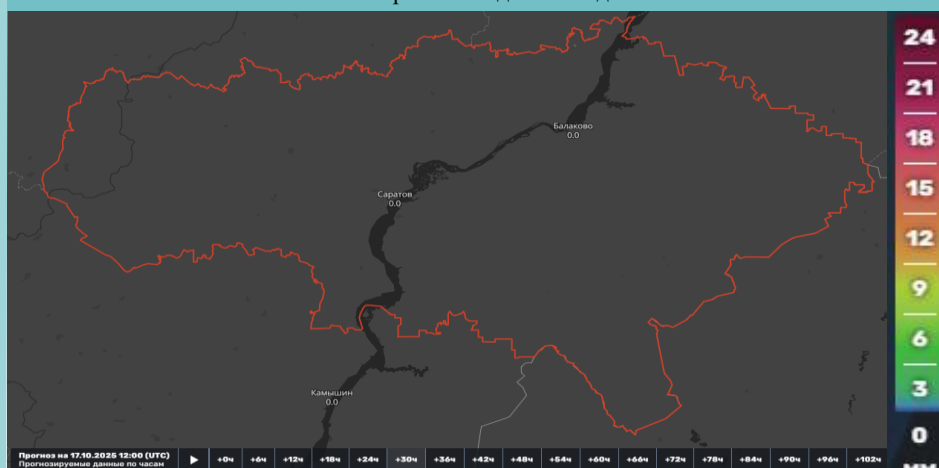 24
21
18
15
12
9
6
3
0
Балаково
0.0
Саратов
0.0
Камышин
0.0
Прогноз на 17.10.2025 12:00 (UTC)
Прогнозируемые данные по часам
+0ч +6ч +12ч +18ч +24ч +30ч +36ч +42ч +48ч +54ч +60ч +66ч +72ч +78ч +84ч +90ч +96ч +102ч